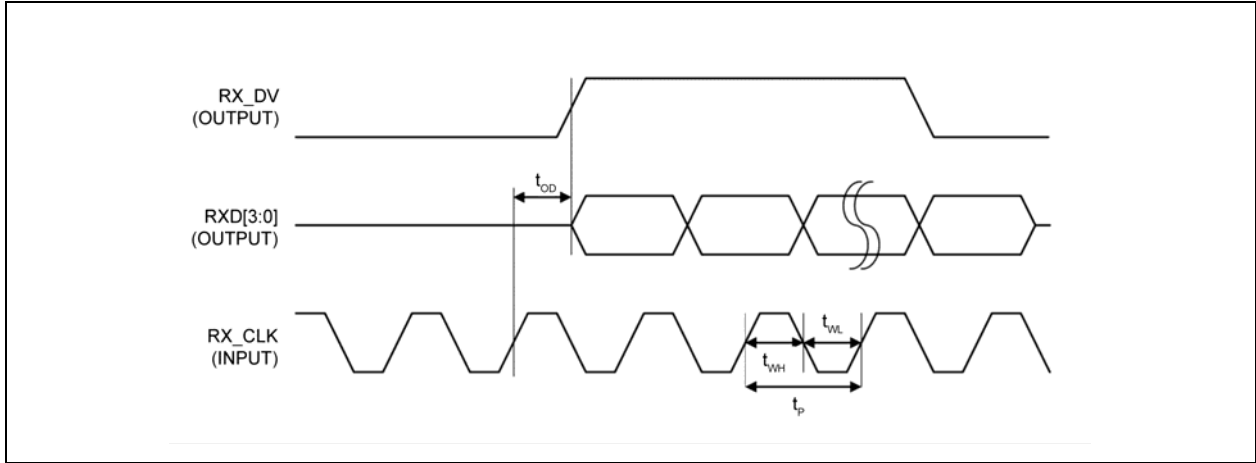 RX_DV
(OUTPUT)
t_OD
RXD[3:0]
(OUTPUT)
RX_CLK
(INPUT)
t_WL
t_WH
t_P